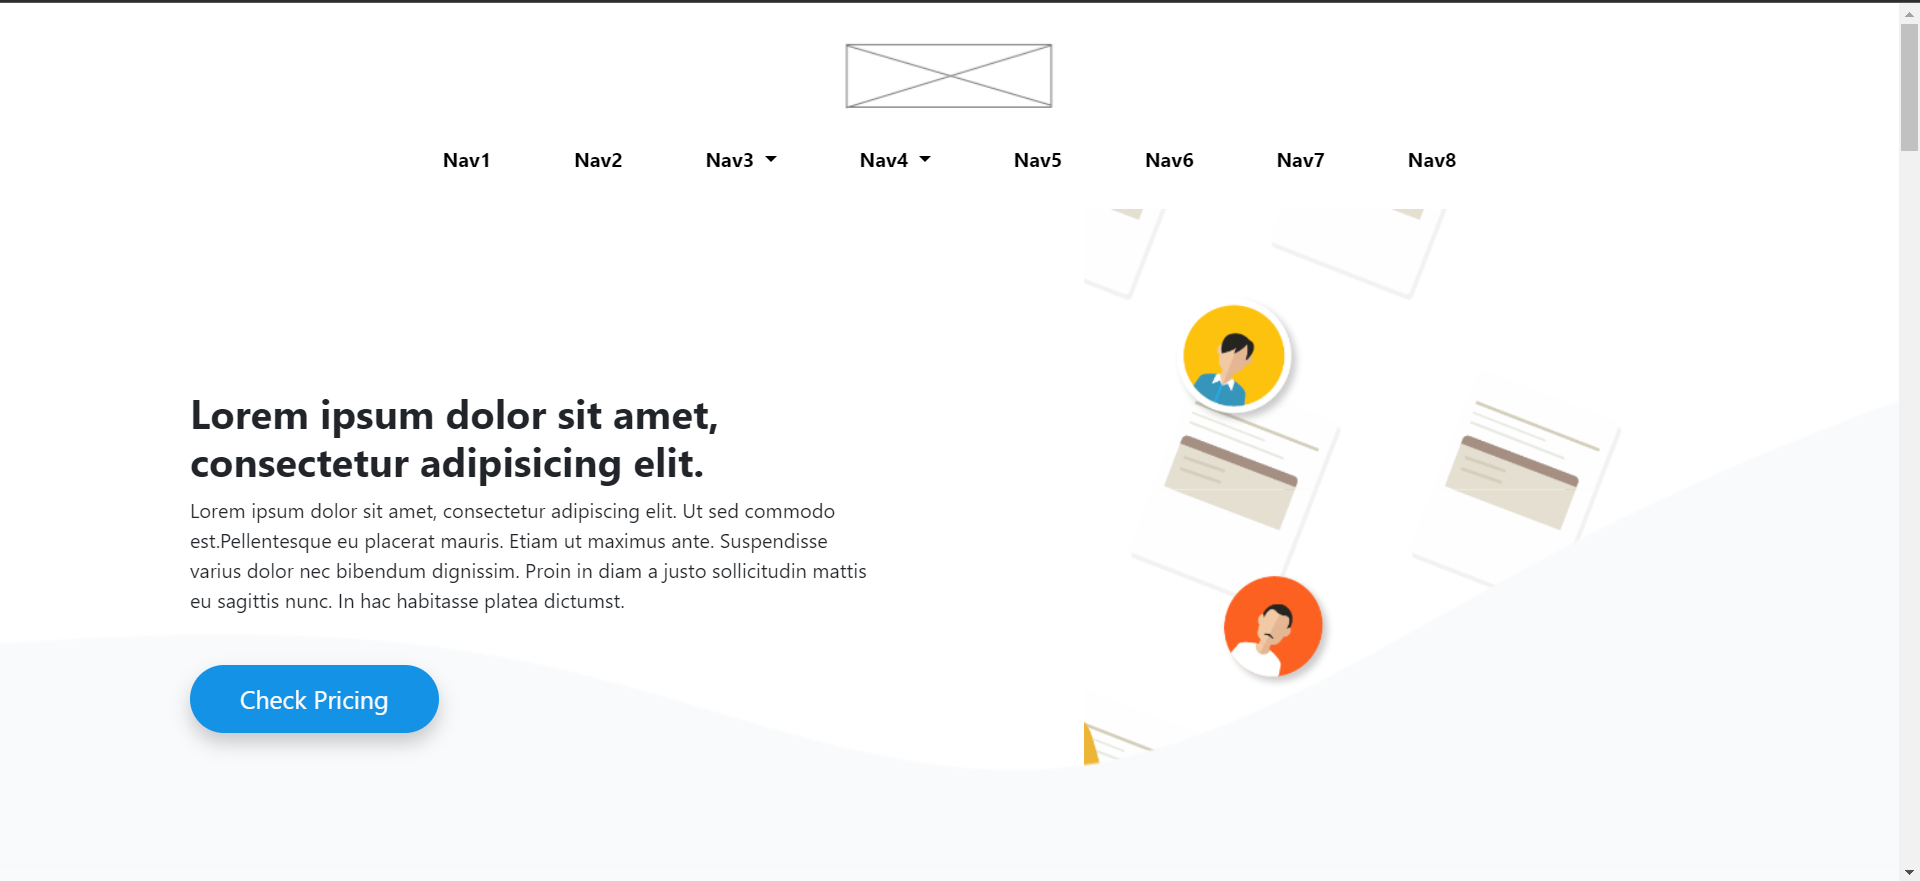 Nav1 Nav2 Nav3 Nav4 Nav5 Nav6 Nav7 Nav8
Lorem ipsum dolor sit amet,
consectetur adipisicing elit.
Lorem ipsum dolor sit amet, consectetur adipiscing elit. Ut sed commodo
est.Pellentesque eu placerat mauris. Etiam ut maximus ante. Suspendisse
varius dolor nec bibendum dignissim. Proin in diam a justo sollicitudin mattis
eu sagittis nunc. In hac habitasse platea dictumst.
Check Pricing